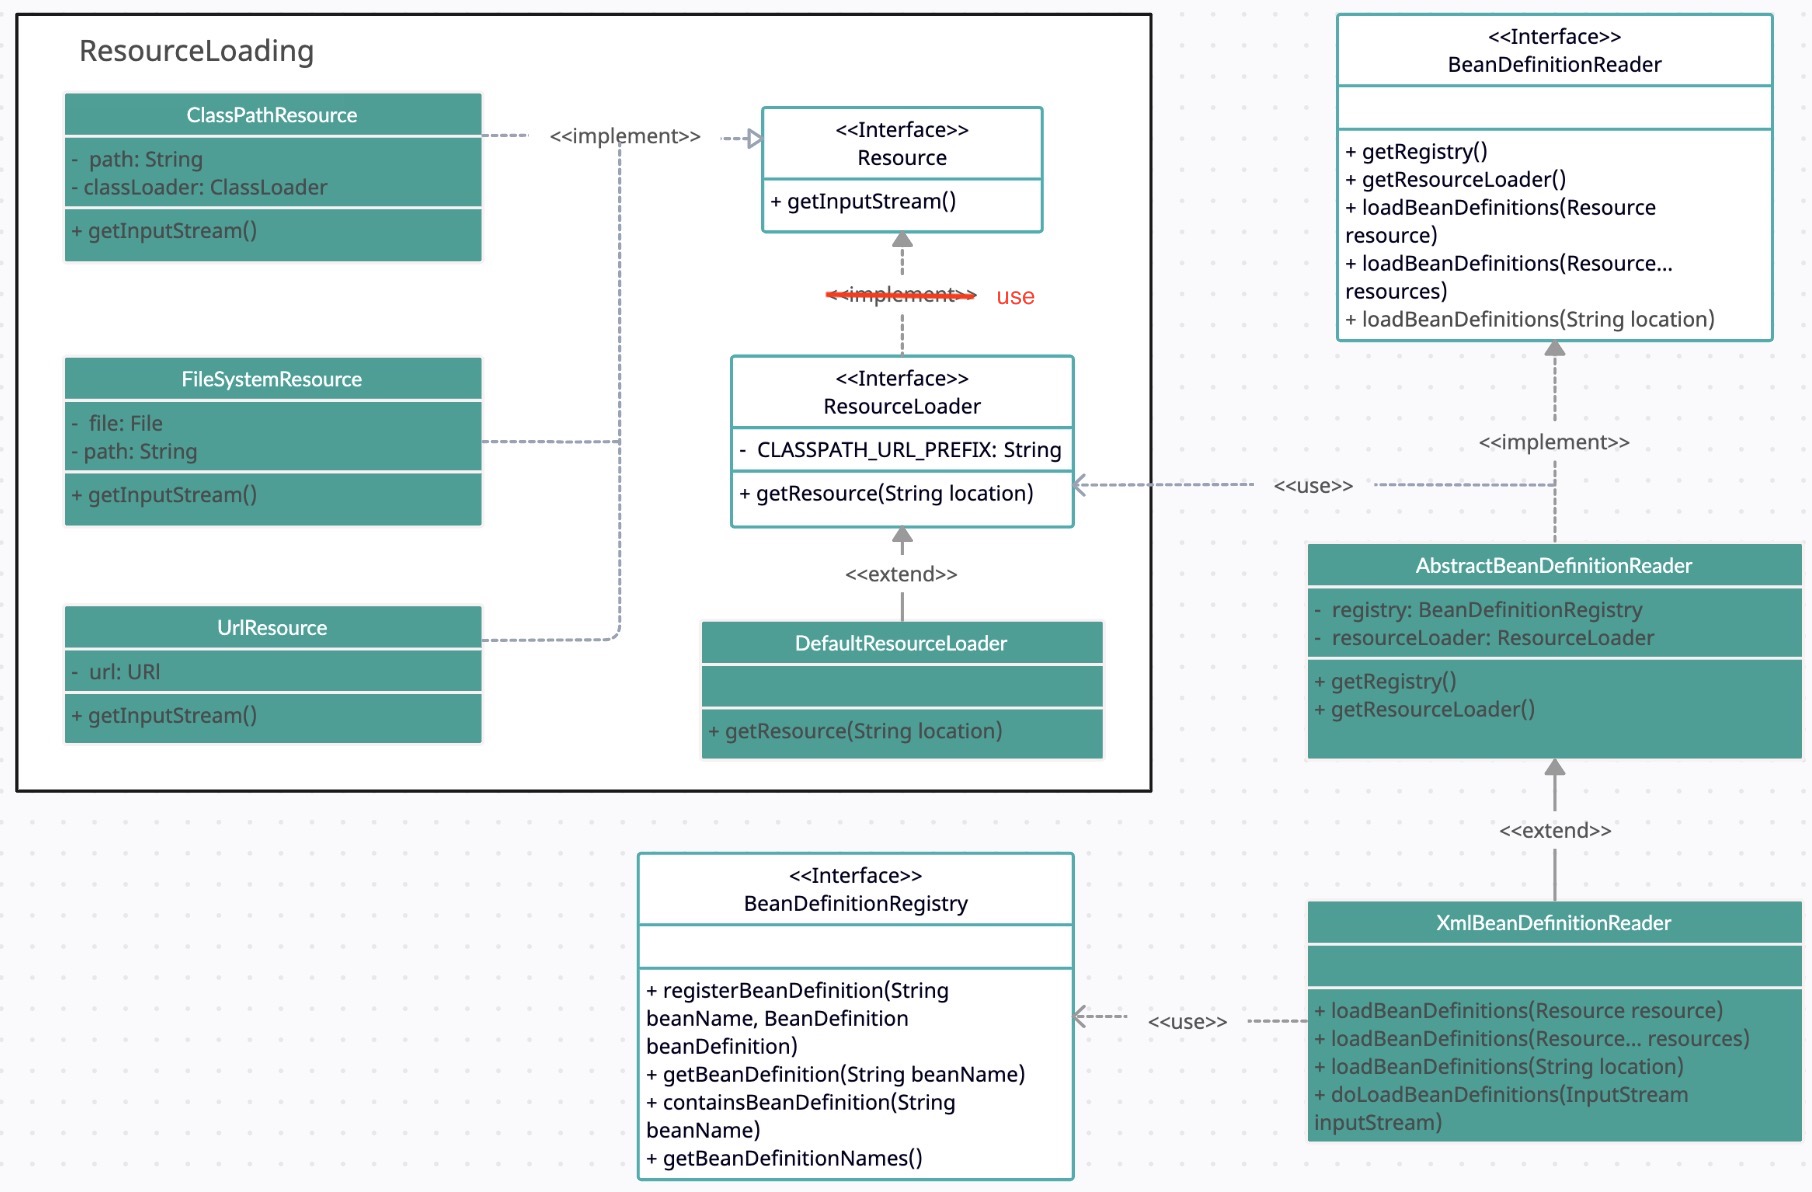 ResourceLoading
ClassPathResource
-  path: String
- classLoader: ClassLoader
+ getInputStream()
<<implement>>
<<Interface>>
Resource
+ getInputStream()
<<implement>>
use
FileSystemResource
-  file: File
- path: String
+ getInputStream()
<<Interface>>
ResourceLoader
-  CLASSPATH_URL_PREFIX: String
+ getResource(String location)
<<extend>>
UrlResource
-  url: URl
+ getInputStream()
DefaultResourceLoader
+ getResource(String location)
<<Interface>>
BeanDefinitionReader
+ getRegistry()
+ getResourceLoader()
+ loadBeanDefinitions(Resource
resource)
+ loadBeanDefinitions(Resource...
resources)
+ loadBeanDefinitions(String location)
<<implement>>
<<use>>
AbstractBeanDefinitionReader
-  registry: BeanDefinitionRegistry
-  resourceLoader: ResourceLoader
+ getRegistry()
+ getResourceLoader()
<<extend>>
<<Interface>>
BeanDefinitionRegistry
+ registerBeanDefinition(String
beanName, BeanDefinition
beanDefinition)
+ getBeanDefinition(String beanName)
+ containsBeanDefinition(String
beanName)
+ getBeanDefinitionNames()
<<use>>
XmlBeanDefinitionReader
+ loadBeanDefinitions(Resource resource)
+ loadBeanDefinitions(Resource... resources)
+ loadBeanDefinitions(String location)
+ doLoadBeanDefinitions(InputStream
inputStream)